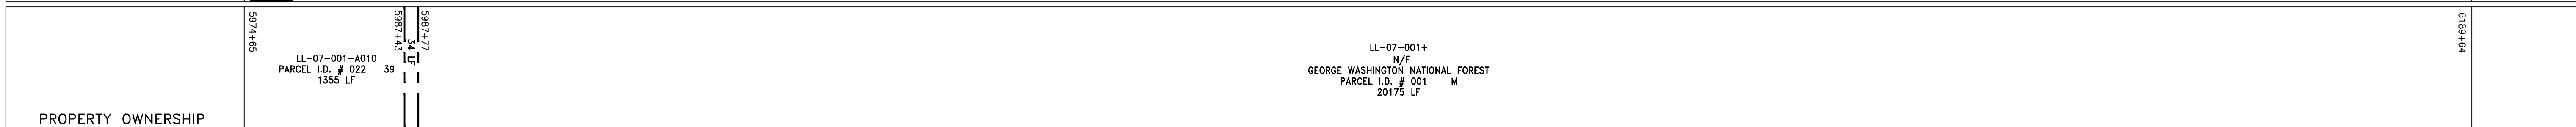 PROPERTY OWNERSHIP
5974+65
LL-07-001-A010
PARCEL I.D. # 022 39
1355 LF
5987+43
34 LF
5987+77
LL-07-001+
N/F
GEORGE WASHINGTON NATIONAL FOREST
PARCEL I.D. # 001 M
20175 LF
6189+64